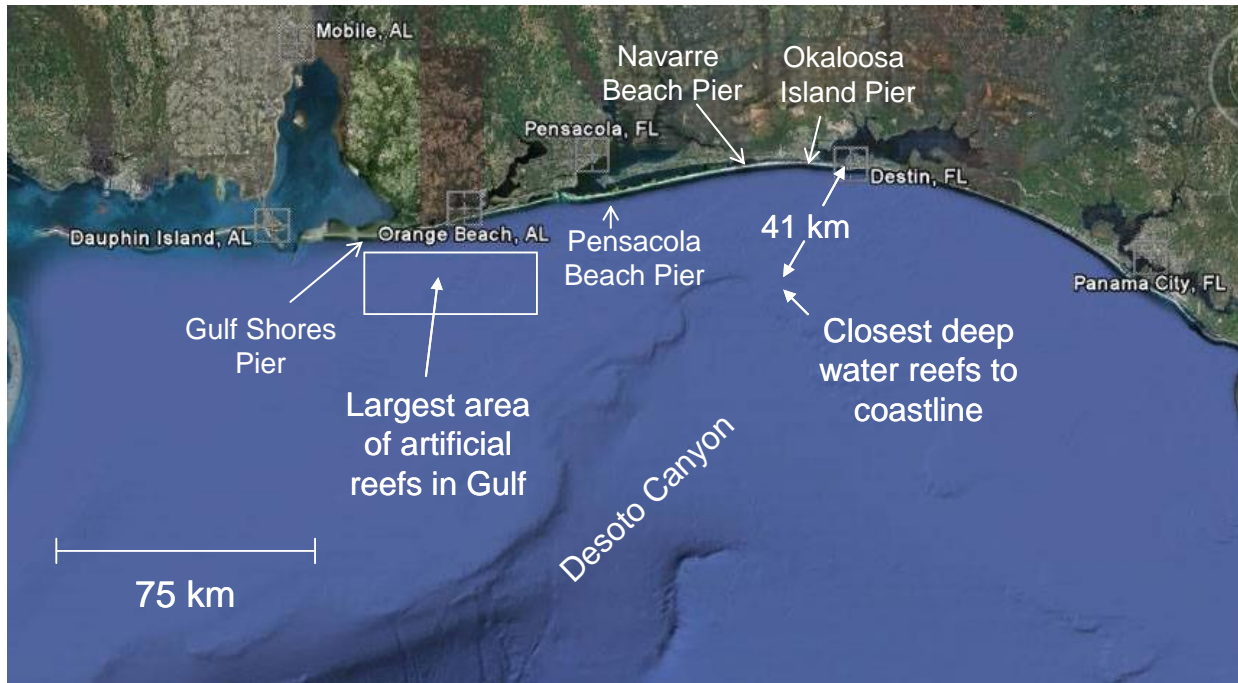 Mobile, AL
Navarre
Beach Pier
Okaloosa
Island Pier
Pensacola, FL
Destin, FL
Dauphin Island, AL
Orange Beach, AL
41 km
Pensacola
Beach Pier
Panama City, FL
Gulf Shores
Pier
Closest deep
water reefs to
coastline
Largest area
of artificial
reefs in Gulf
Desoto Canyon
75 km